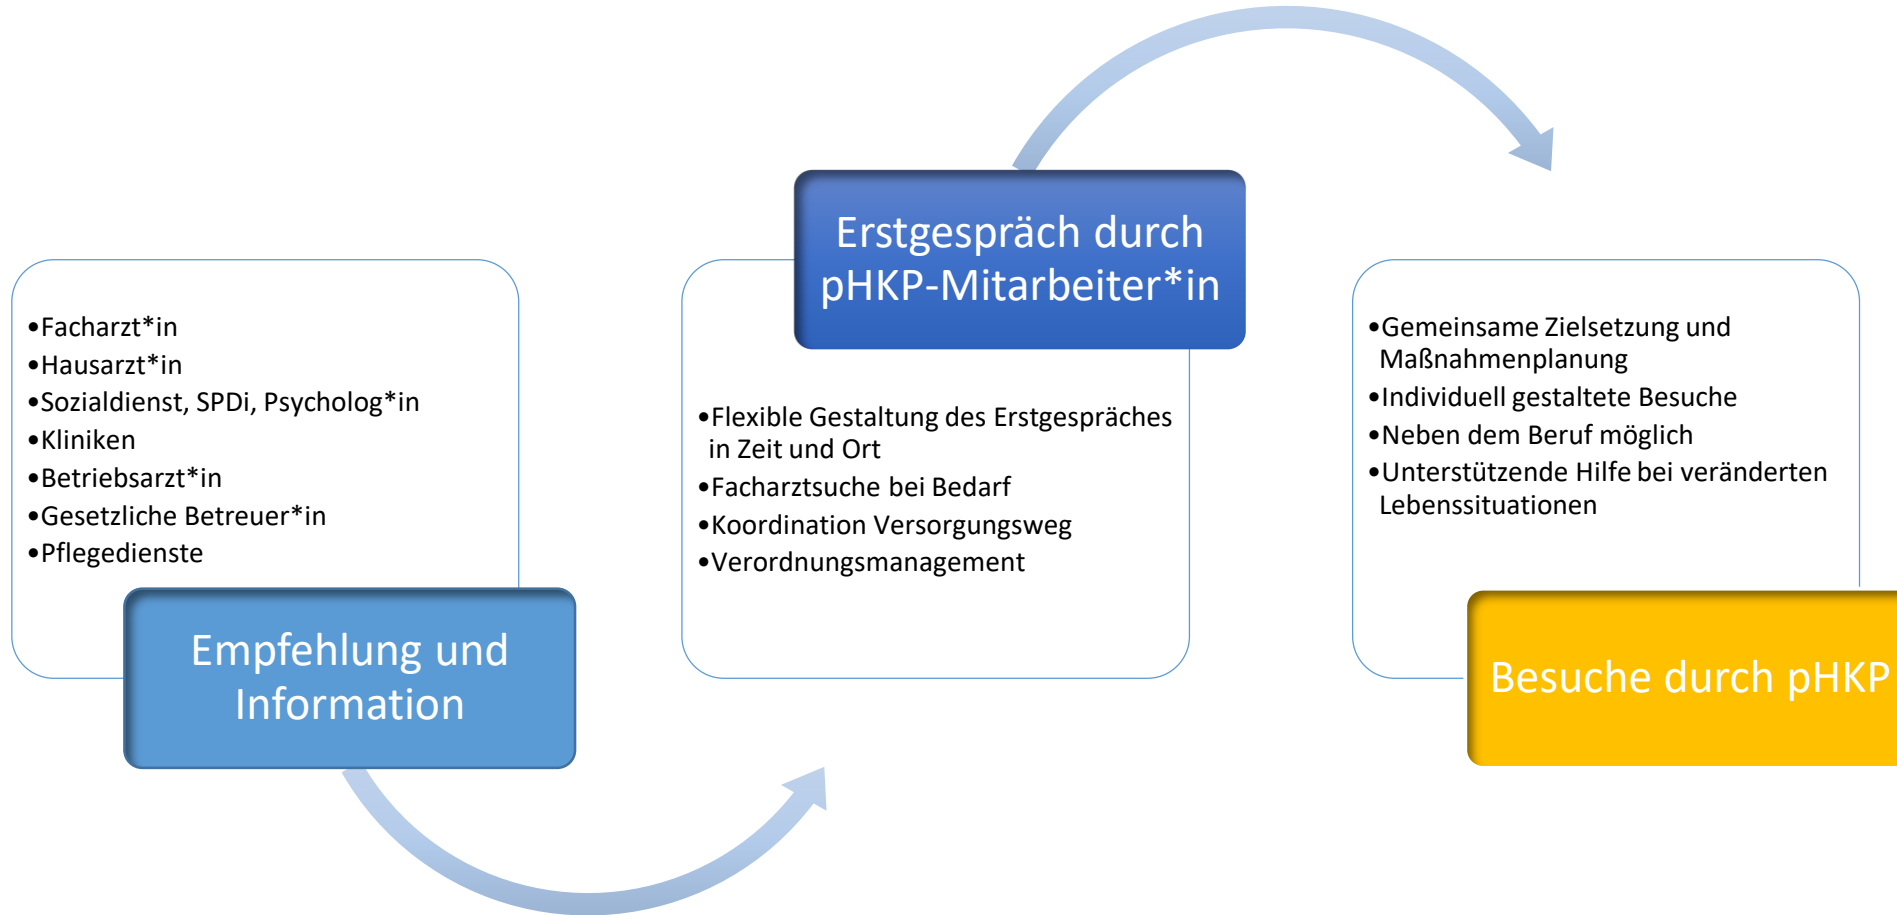 •Facharzt*in
•Hausarzt*in
•Sozialdienst, SPDi, Psycholog*in
•Kliniken
•Betriebsarzt*in
•Gesetzliche Betreuer*in
•Pflegedienste
Empfehlung und
Information
Erstgespräch durch
pHKP-Mitarbeiter*in
•Flexible Gestaltung des Erstgespräches
in Zeit und Ort
•Facharztsuche bei Bedarf
•Koordination Versorgungsweg
•Verordnungsmanagement
•Gemeinsame Zielsetzung und
Maßnahmenplanung
•Individuell gestaltete Besuche
•Neben dem Beruf möglich
•Unterstützende Hilfe bei veränderten
Lebenssituationen
Besuche durch pHKP